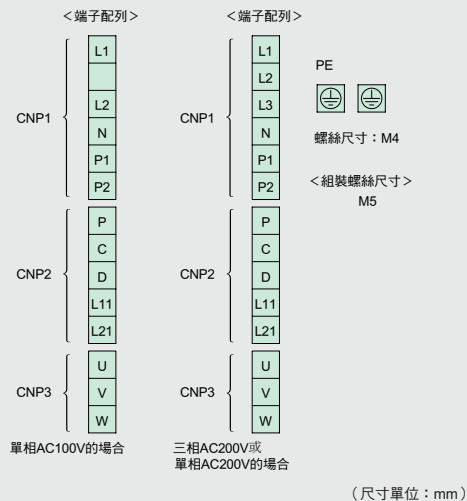 ＜端子配列＞
L1
L2
N
P1
P2
CNP1
P
C
D
L11
L21
CNP2
U
V
W
CNP3
單相AC100V的場合
＜端子配列＞
L1
L2
L3
N
P1
P2
CNP1
P
C
D
L11
L21
CNP2
U
V
W
CNP3
三相AC200V或
單相AC200V的場合
PE
螺絲尺寸：M4
＜組裝螺絲尺寸＞
M5
（尺寸單位：mm）